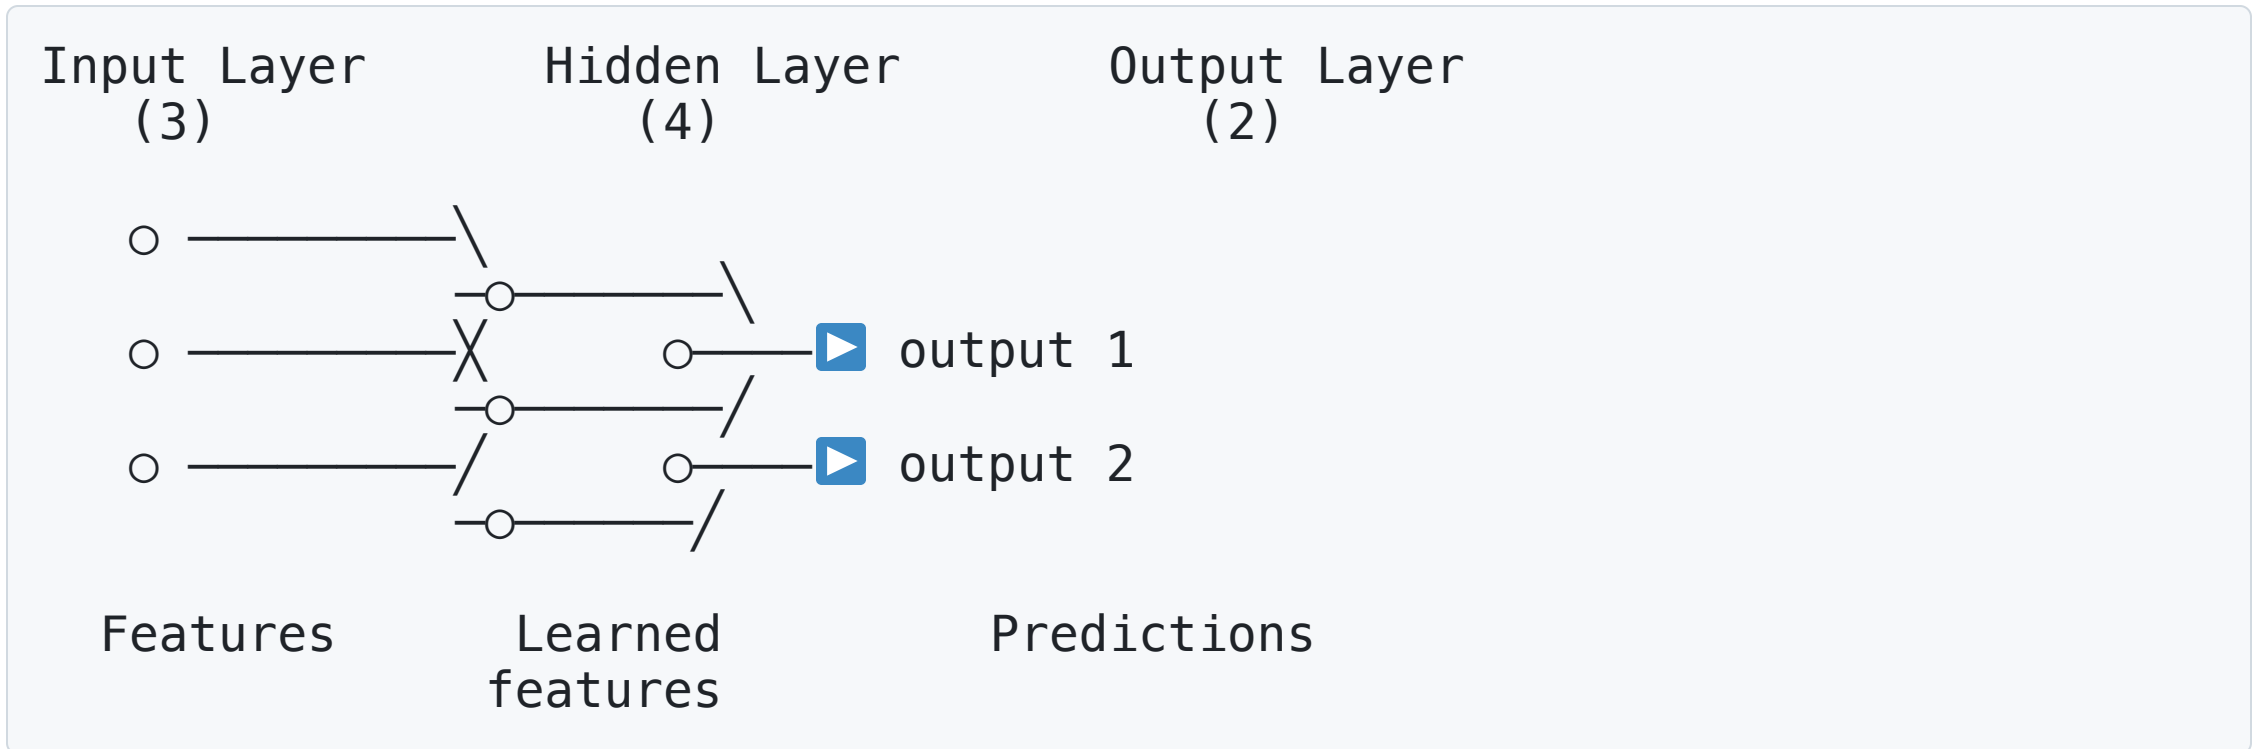 Input Layer Hidden Layer Output Layer
(3) (4) (2)
output 1
output 2
Features Learned Predictions
features